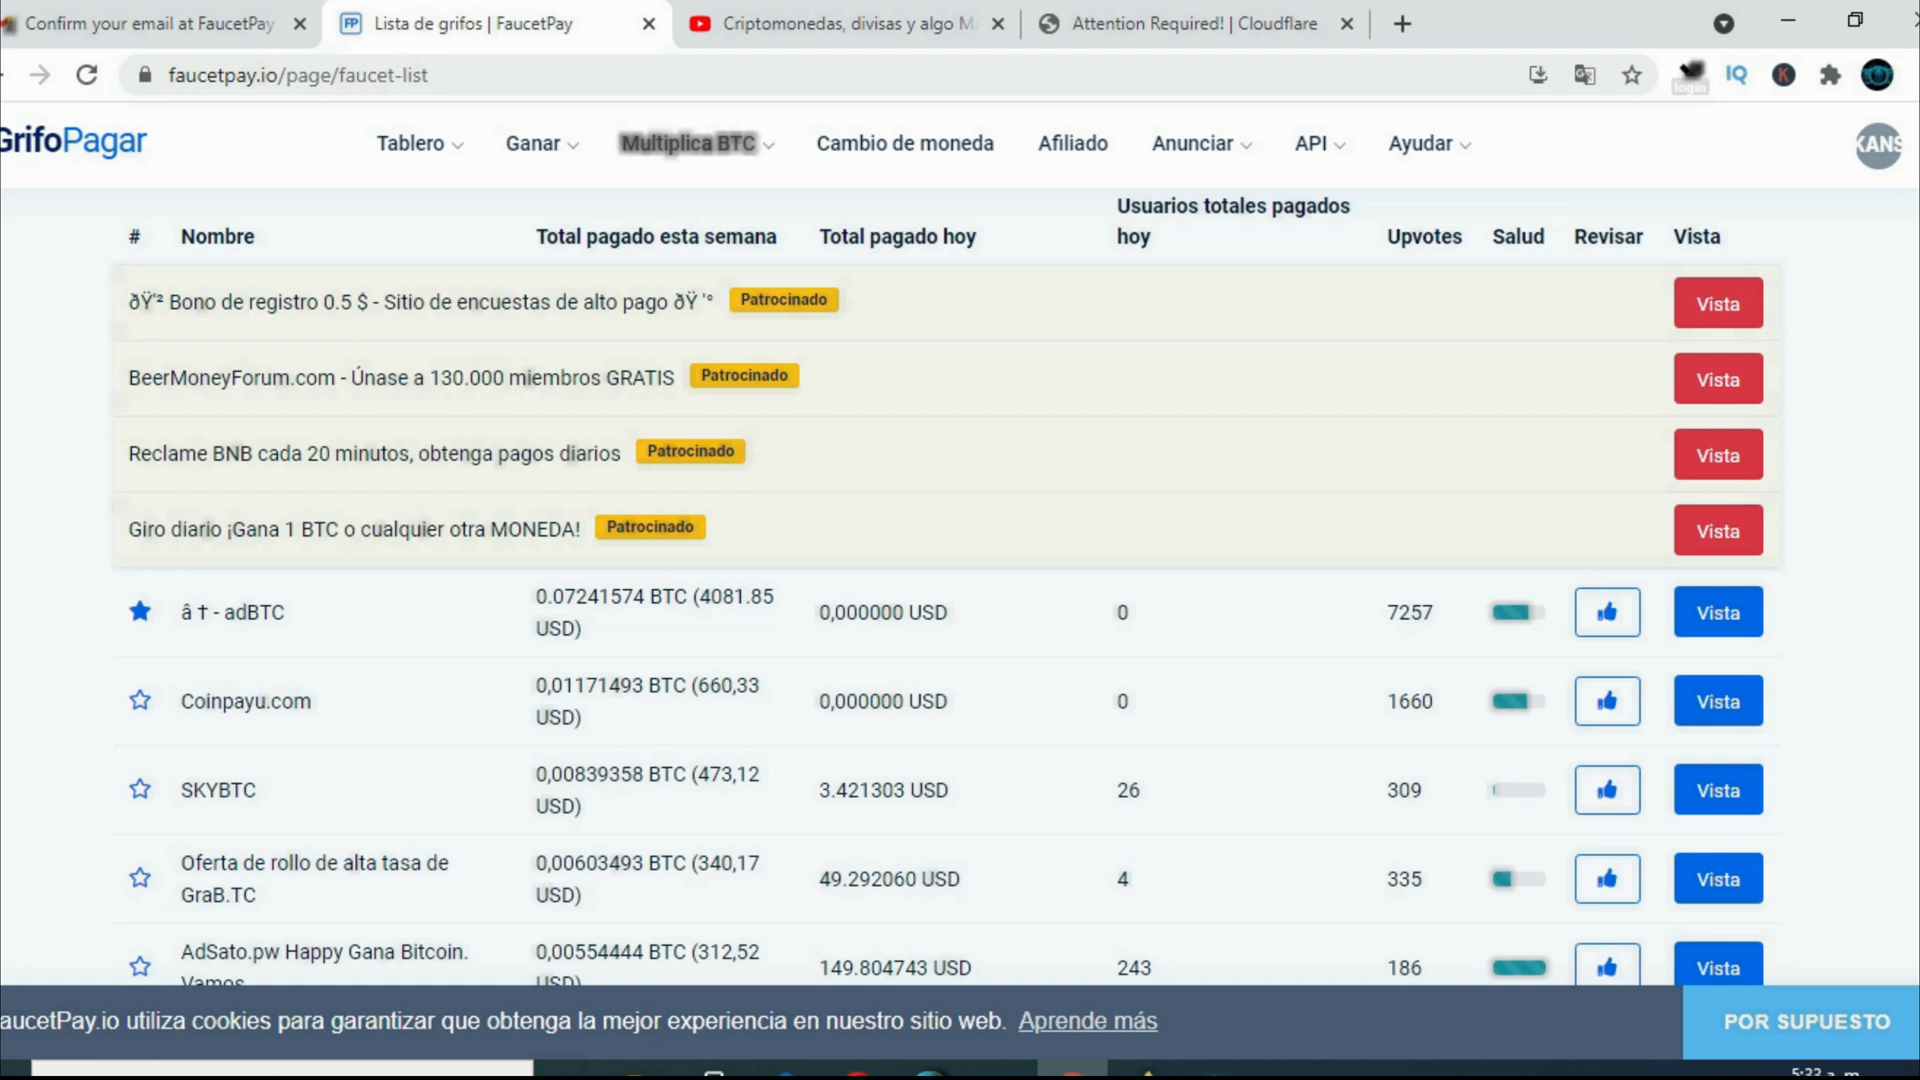 Confirm your email at FaucetPay
Lista de grifos | FaucetPay
Criptomonedas, divisas y algo M
Attention Required! | Cloudflare
faucetpay.io/page/faucet-list
login
IQ
K
GrifoPagar
Tablero
Ganar
Multiplica BTC
Cambio de moneda
Afiliado
Anunciar
API
Ayudar
KANS
# Nombre Total pagado esta semana Total pagado hoy Usuarios totales pagados hoy Upvotes Salud Revisar Vista
ðŸ'² Bono de registro 0.5 $ - Sitio de encuestas de alto pago ðŸ'° Patrocinado Vista
BeerMoneyForum.com - Únase a 130.000 miembros GRATIS Patrocinado Vista
Reclame BNB cada 20 minutos, obtenga pagos diarios Patrocinado Vista
Giro diario ¡Gana 1 BTC o cualquier otra MONEDA! Patrocinado Vista
â † - adBTC 0.07241574 BTC (4081.85 USD) 0,000000 USD 0 7257 Vista
Coinpayu.com 0,01171493 BTC (660,33 USD) 0,000000 USD 0 1660 Vista
SKYBTC 0,00839358 BTC (473,12 USD) 3.421303 USD 26 309 Vista
Oferta de rollo de alta tasa de GraB.TC 0,00603493 BTC (340,17 USD) 49.292060 USD 4 335 Vista
AdSato.pw Happy Gana Bitcoin. Vamos 0,00554444 BTC (312,52 USD) 149.804743 USD 243 186 Vista
aucetPay.io utiliza cookies para garantizar que obtenga la mejor experiencia en nuestro sitio web. Aprende más
POR SUPUESTO